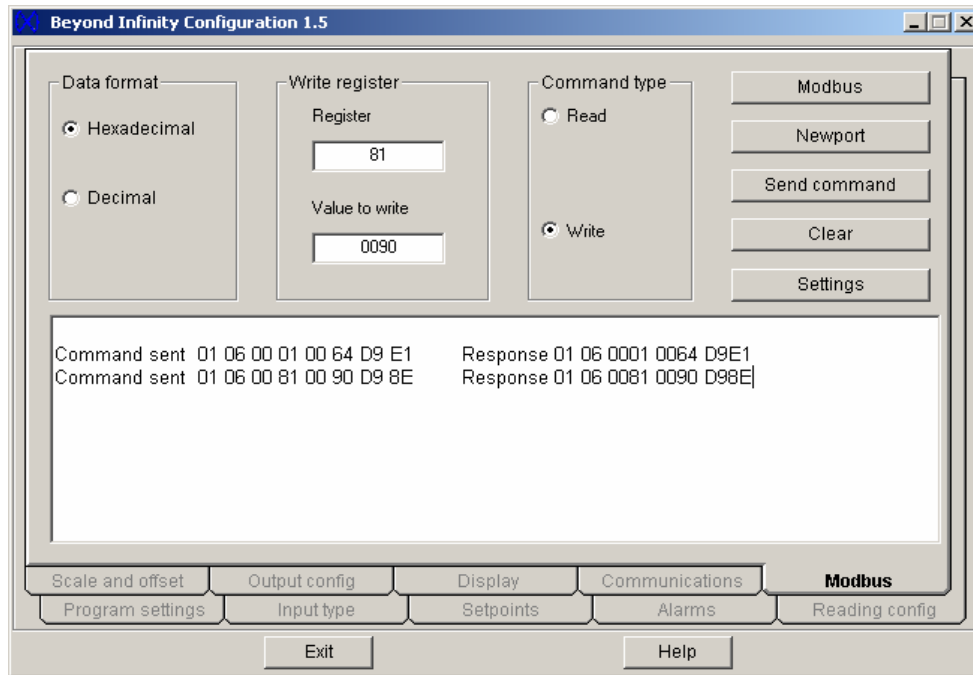 Beyond Infinity Configuration 1.5
Data format
Hexadecimal
Decimal
Write register
Register
81
Value to write
0090
Command type
Read
Write
Modbus
Newport
Send command
Clear
Settings
Command sent 01 06 00 01 00 64 D9 E1 Response 01 06 0001 0064 D9E1
Command sent 01 06 00 81 00 90 D9 8E Response 01 06 0081 0090 D98E
Scale and offset Output config Display Communications Modbus
Program settings Input type Setpoints Alarms Reading config
Exit Help